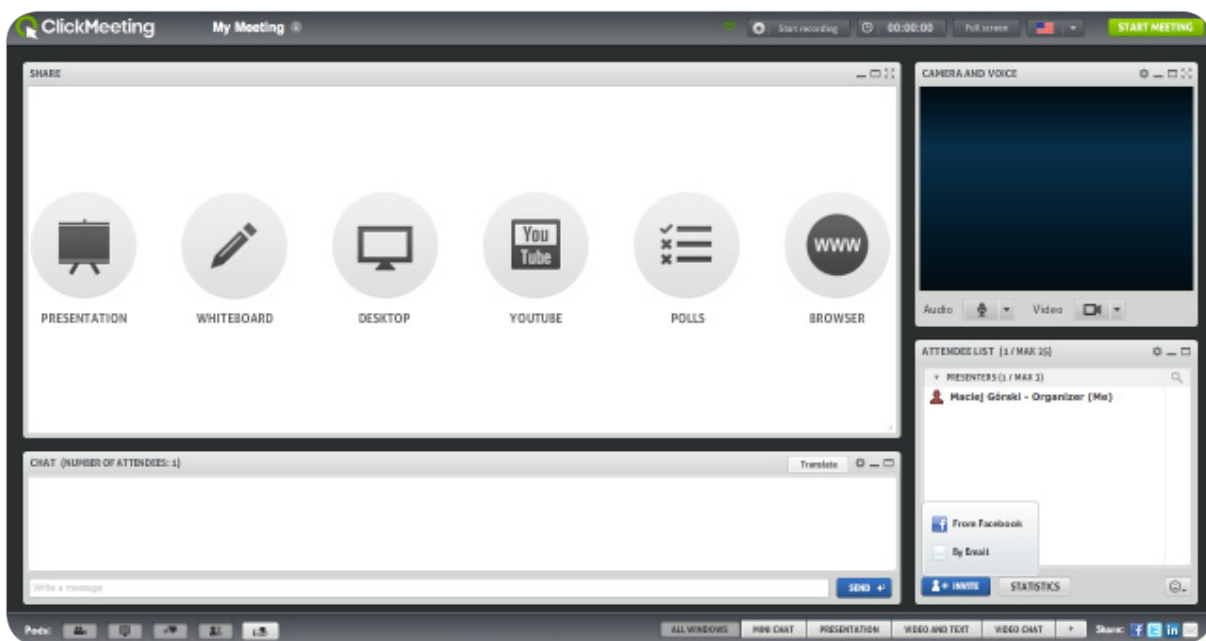 ClickMeeting
My Meeting
Start recording
00:00:00
Full screen
START MEETING
SHARE
You
Tube
WWW
PRESENTATION
WHITEBOARD
DESKTOP
YOUTUBE
POLLS
BROWSER
CHAT (NUMBER OF ATTENDEES: 1)
Translate
Write a message
SEND
CAMERA AND VOICE
Audio
Video
ATTENDEE LIST (1 / MAX 25)
PRESENTERS (1 / MAX 3)
Maciej Górski - Organizer (Me)
From Facebook
By Email
INVITE
STATISTICS
Pods:
ALL WINDOWS
MINI CHAT
PRESENTATION
VIDEO AND TEXT
VIDEO CHAT
+
Share: